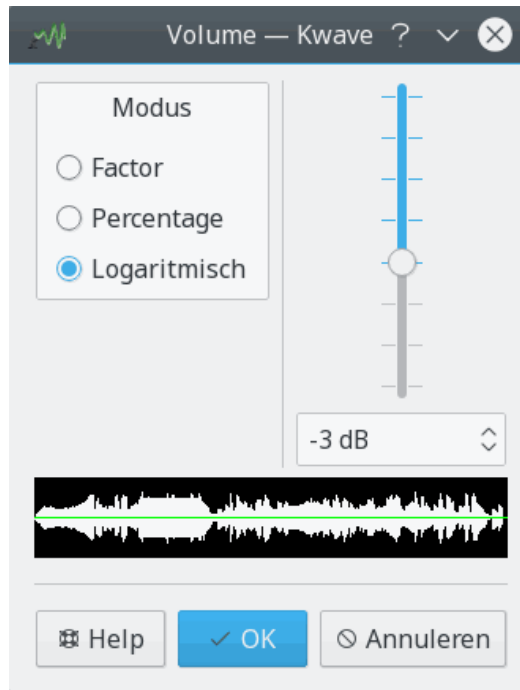 Volume — Kwave
Modus
Factor
Percentage
Logaritmisch
-3 dB
Help
OK
Annuleren